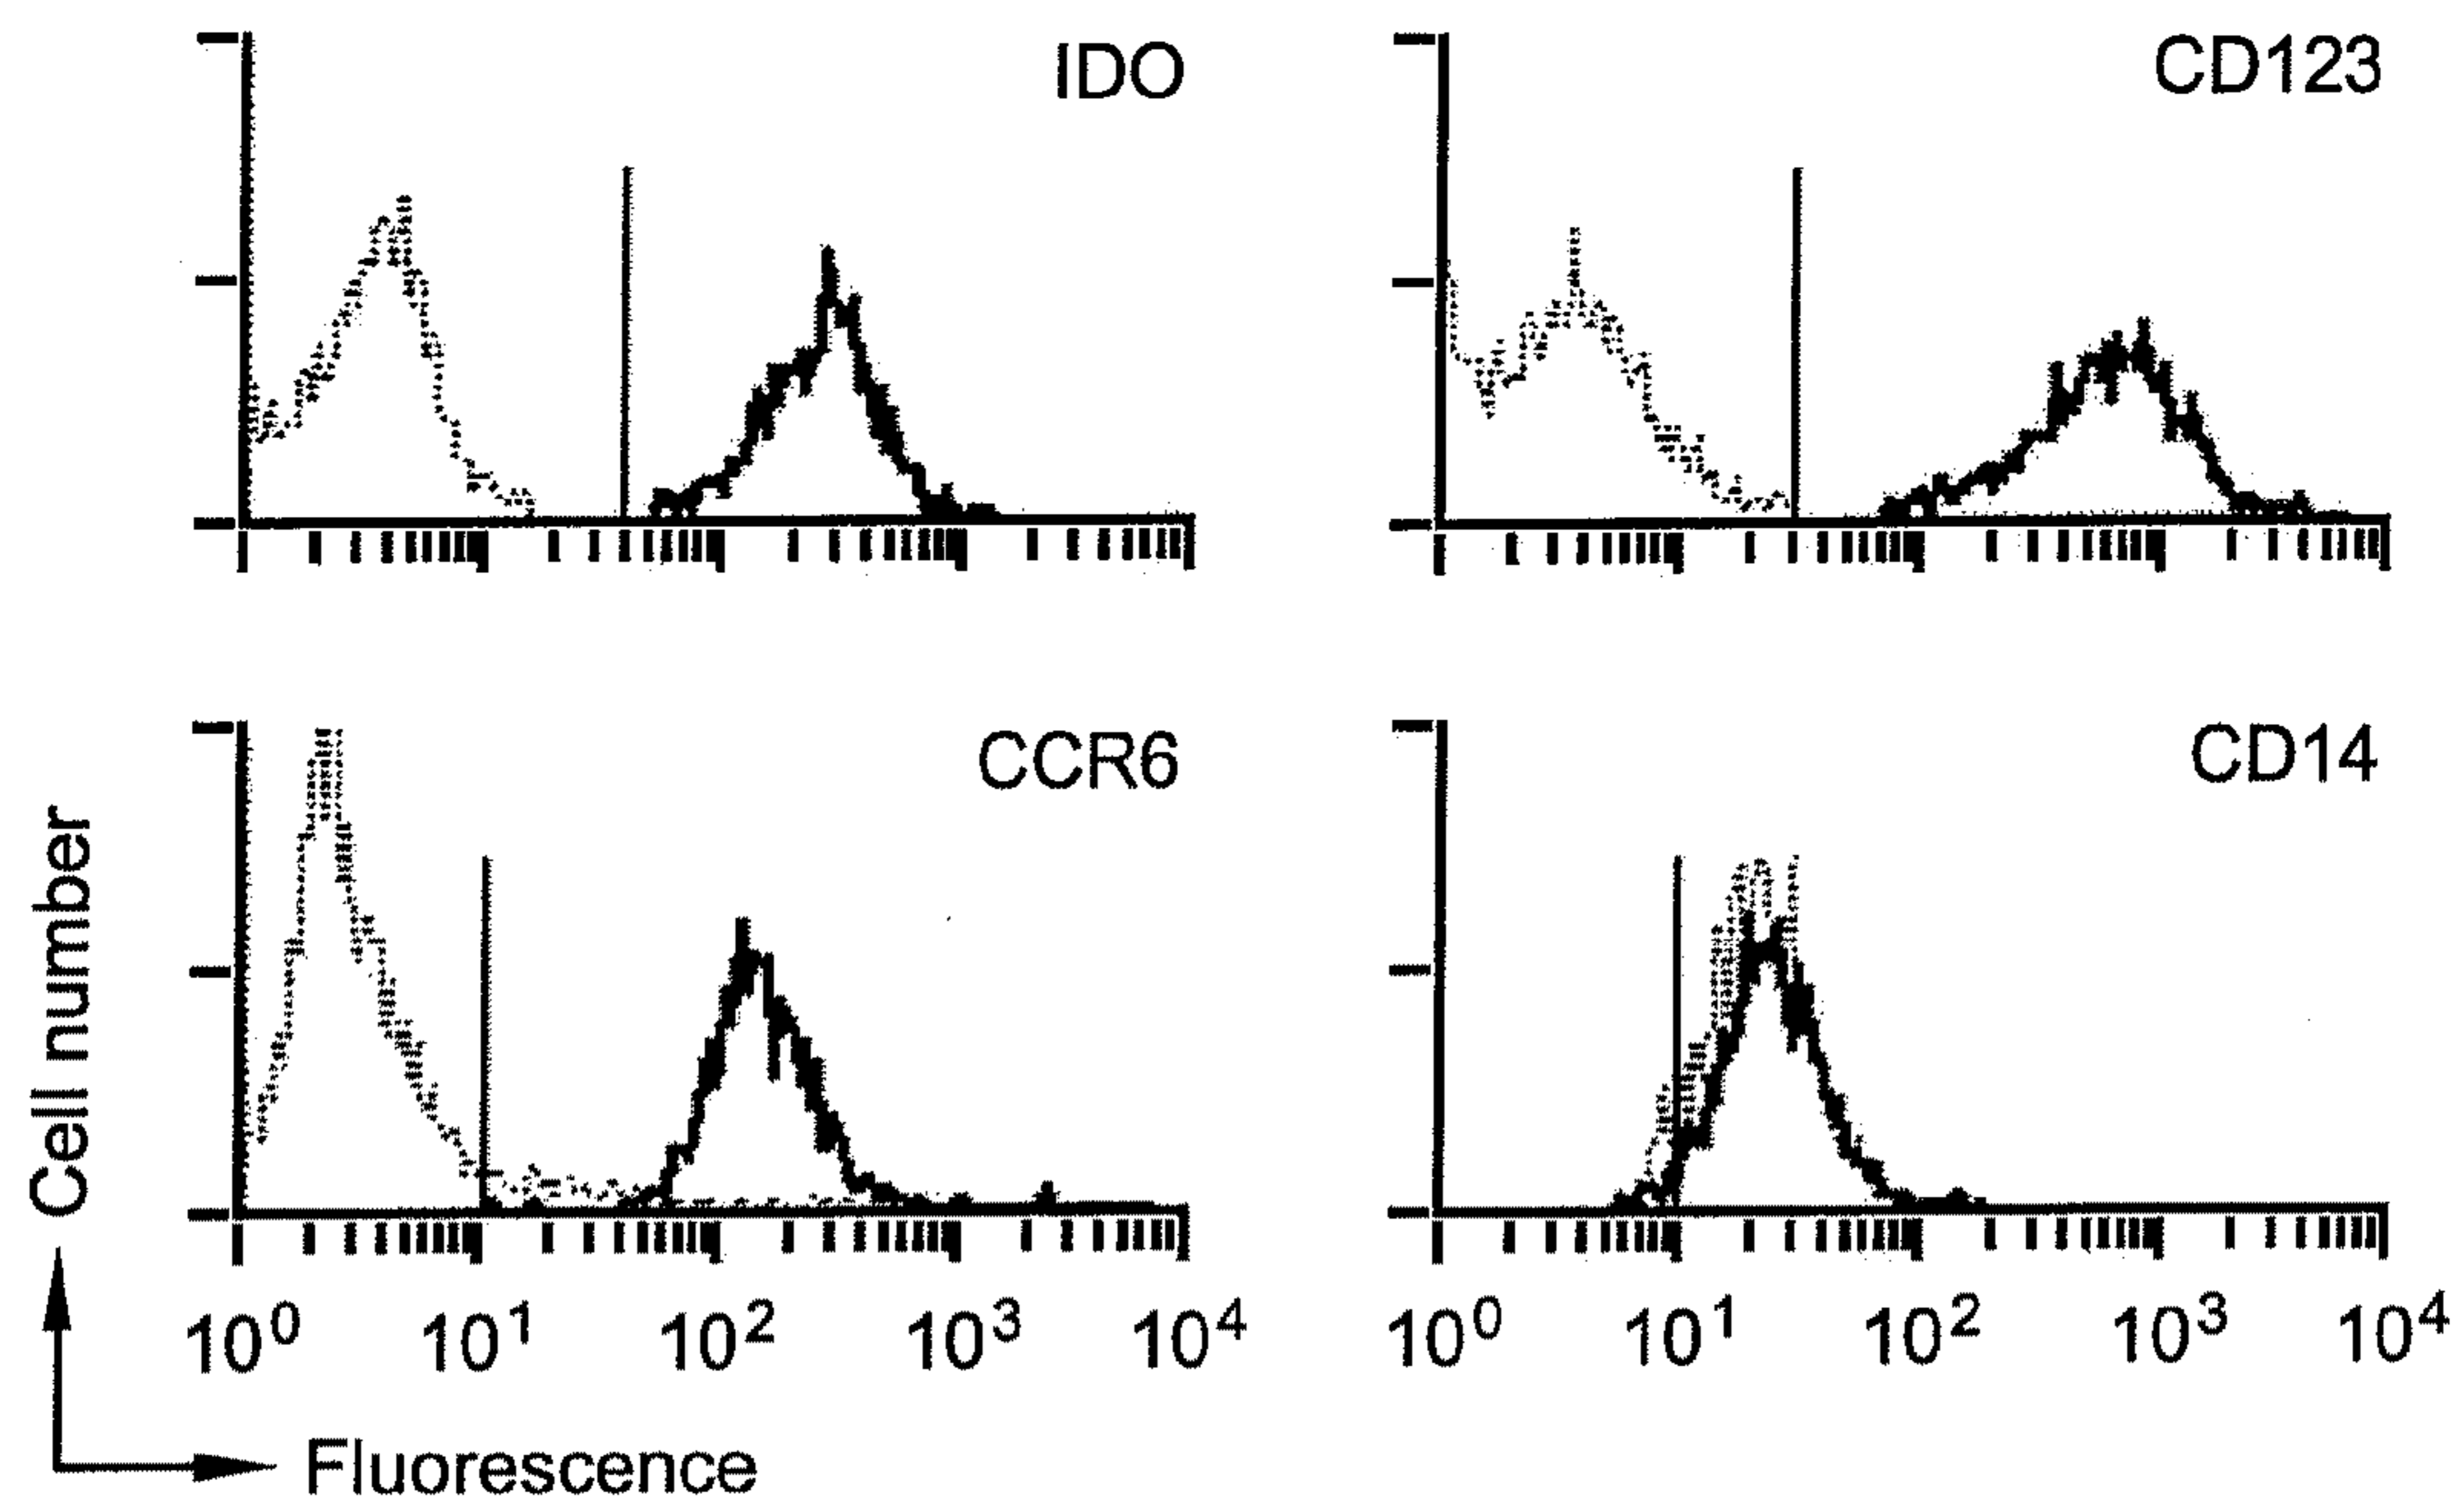 IDO
CD123
CCR6
CD14
Cell number
10⁰ 10¹ 10² 10³ 10⁴
10⁰ 10¹ 10² 10³ 10⁴
Fluorescence